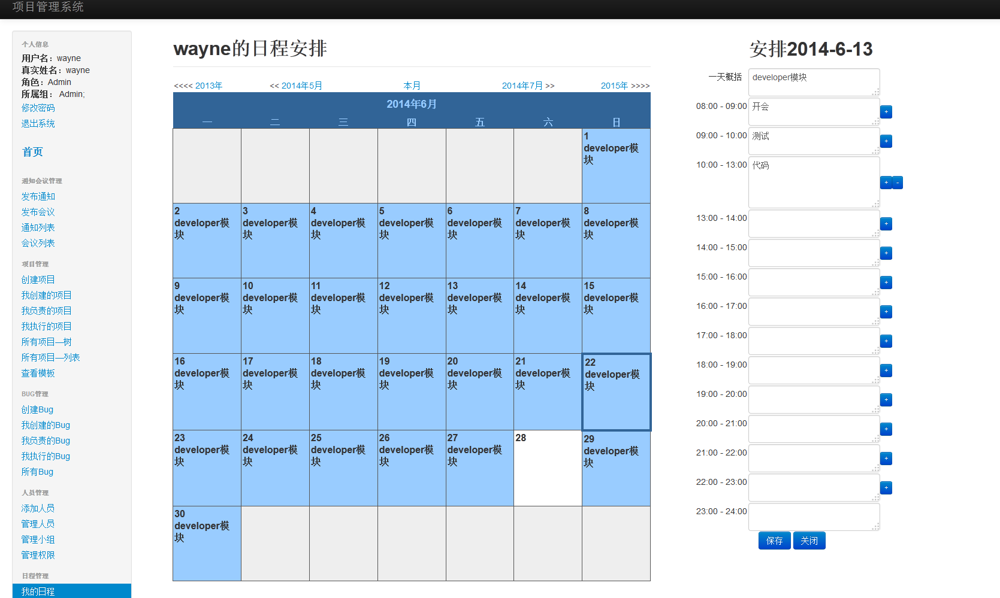 项目管理系统
个人信息
用户名：wayne
真实姓名：wayne
角色：Admin
所属组： Admin;
修改密码
退出系统
首页
通知会议管理
发布通知
发布会议
通知列表
会议列表
项目管理
创建项目
我创建的项目
我负责的项目
我执行的项目
所有项目—树
所有项目—列表
查看模板
BUG管理
创建Bug
我创建的Bug
我负责的Bug
我执行的Bug
所有Bug
人员管理
添加人员
管理人员
管理小组
管理权限
日程管理
我的日程
wayne的日程安排
<<<< 2013年 << 2014年5月 本月 2014年7月 >> 2015年 >>>>
2014年6月
一 二 三 四 五 六 日
1
developer模
块
2 3 4 5 6 7 8
developer模 developer模 developer模 developer模 developer模 developer模 developer模
块 块 块 块 块 块 块
9 10 11 12 13 14 15
developer模 developer模 developer模 developer模 developer模 developer模 developer模
块 块 块 块 块 块 块
16 17 18 19 20 21 22
developer模 developer模 developer模 developer模 developer模 developer模 developer模
块 块 块 块 块 块 块
23 24 25 26 27 28 29
developer模 developer模 developer模 developer模 developer模 developer模
块 块 块 块 块 块
30
developer模
块
安排2014-6-13
一天概括 developer模块
08:00 - 09:00 开会 +
09:00 - 10:00 测试 +
10:00 - 13:00 代码 + -
13:00 - 14:00 +
14:00 - 15:00 +
15:00 - 16:00 +
16:00 - 17:00 +
17:00 - 18:00 +
18:00 - 19:00 +
19:00 - 20:00 +
20:00 - 21:00 +
21:00 - 22:00 +
22:00 - 23:00 +
23:00 - 24:00
保存 关闭